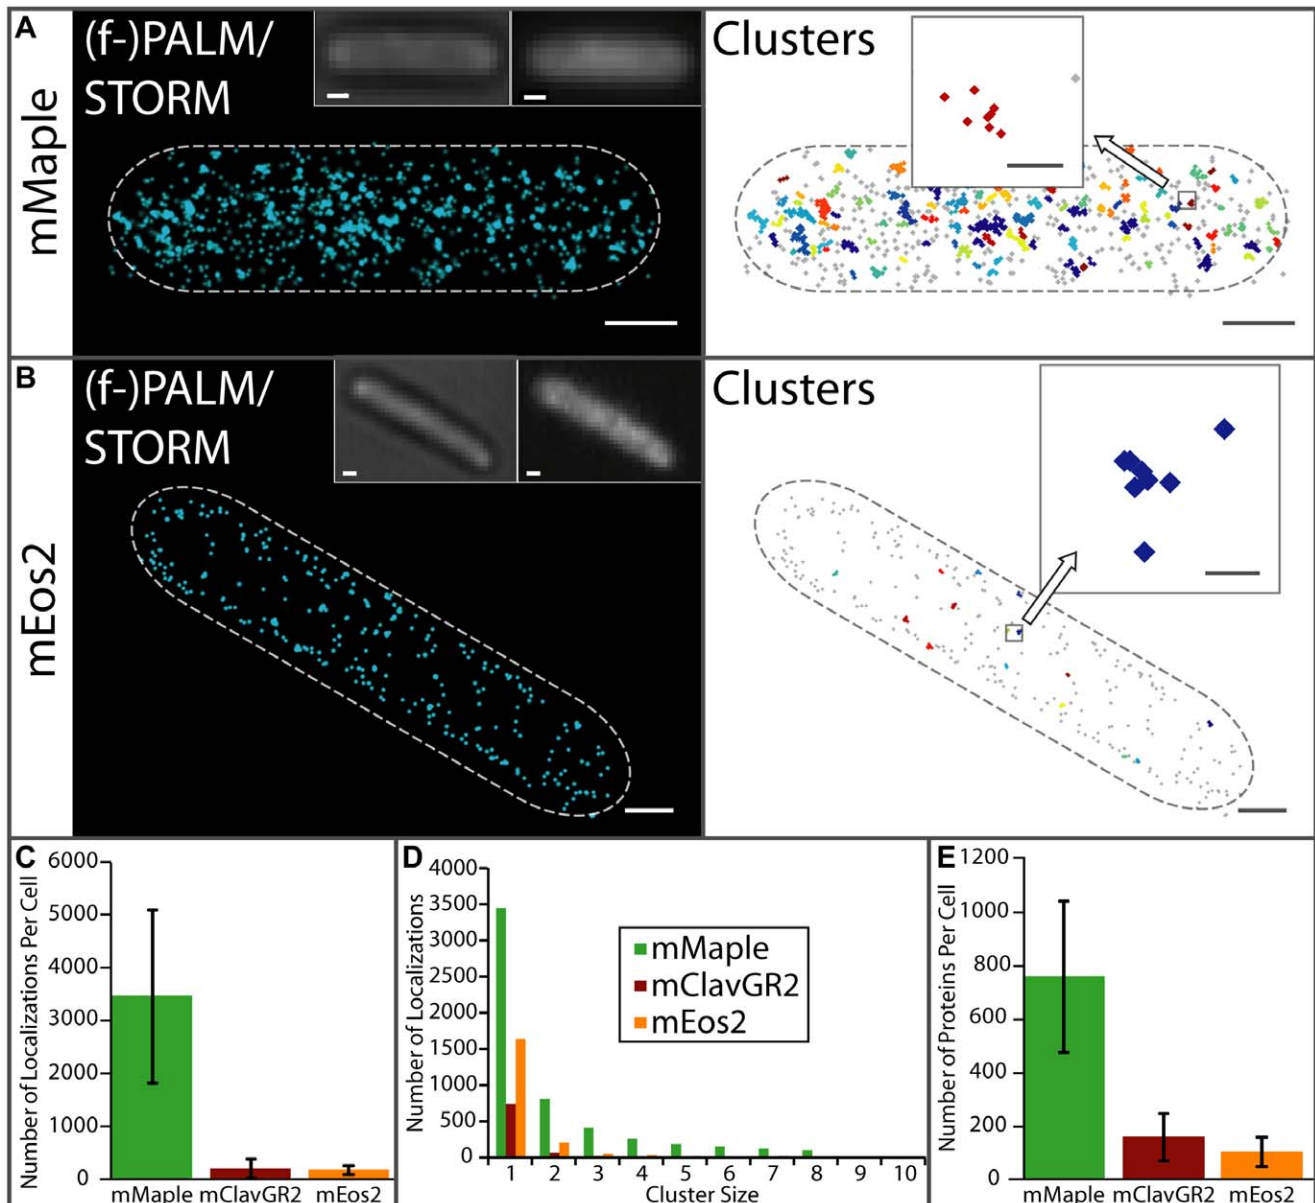 A
mMaple
(f-)PALM/
STORM
Clusters
B
mEos2
(f-)PALM/
STORM
Clusters
C
Number of Localizations Per Cell
6000
5000
4000
3000
2000
1000
0
mMaple mClavGR2 mEos2
D
Number of Localizations
4000
3500
3000
2500
2000
1500
1000
500
0
mMaple
mClavGR2
mEos2
1 2 3 4 5 6 7 8 9 10
Cluster Size
E
Number of Proteins Per Cell
1200
1000
800
600
400
200
0
mMaple mClavGR2 mEos2